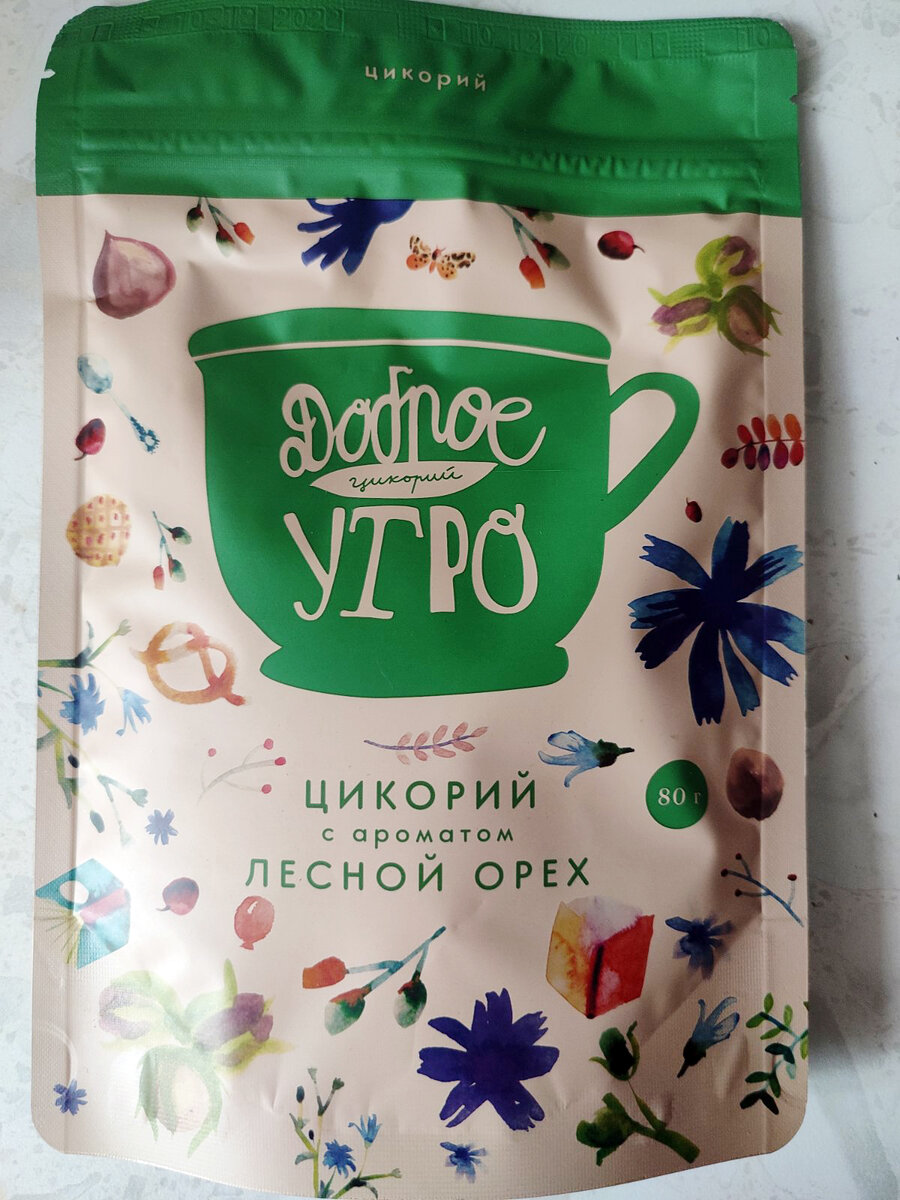 цикорий
Доброе
цикорий
УТРО
ЦИКОРИЙ
с ароматом
ЛЕСНОЙ ОРЕХ
80 г